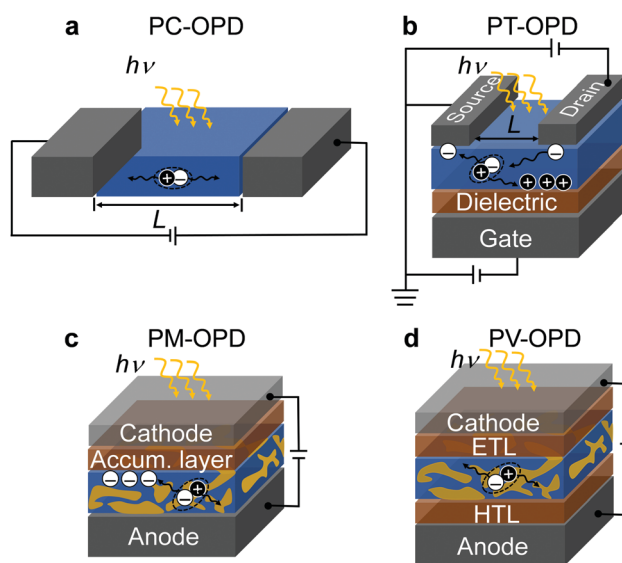 a PC-OPD
hν
L
b PT-OPD
hν
Source
Drain
L
Dielectric
Gate
c PM-OPD
hν
Cathode
Accum. layer
Anode
d PV-OPD
hν
Cathode
ETL
HTL
Anode